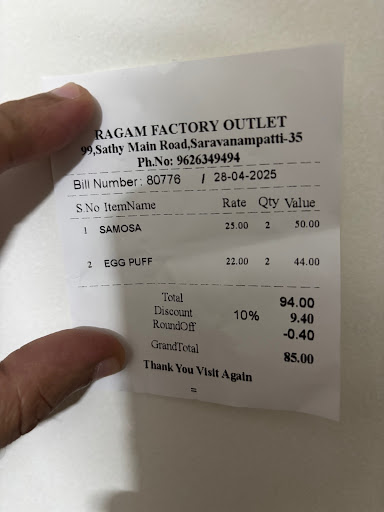 RAGAM FACTORY OUTLET
99,Sathy Main Road,Saravanampatti-35
Ph.No: 9626349494
Bill Number: 80776 / 28-04-2025
S.No ItemName Rate Qty Value
1 SAMOSA 25.00 2 50.00
2 EGG PUFF 22.00 2 44.00
Total 94.00
Discount 10% 9.40
RoundOff -0.40
GrandTotal 85.00
Thank You Visit Again
=